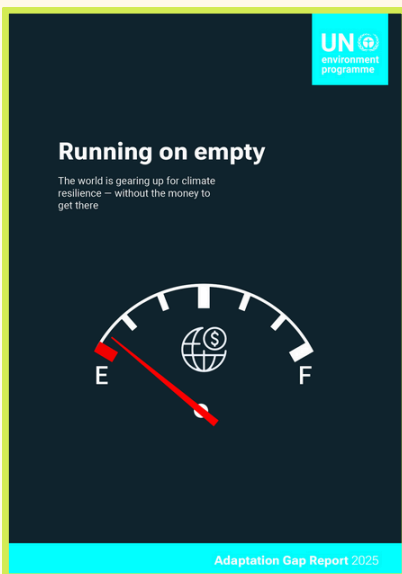 UN
environment
programme
Running on empty
The world is gearing up for climate
resilience — without the money to
get there
$
E F
Adaptation Gap Report 2025